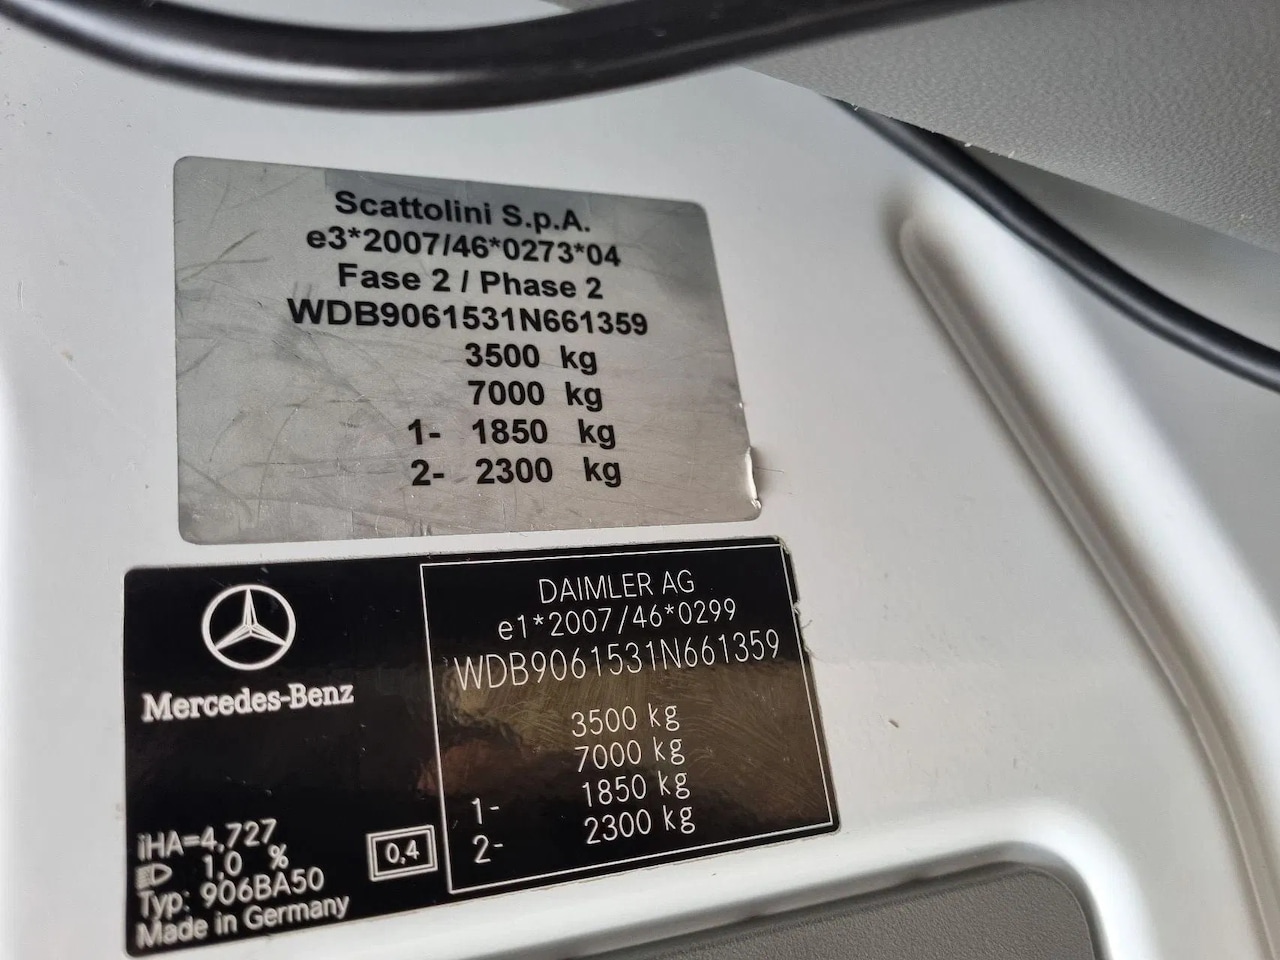 Scattolini S.p.A.
e3*2007/46*0273*04
Fase 2 / Phase 2
WDB9061531N661359
3500 kg
7000 kg
1- 1850 kg
2- 2300 kg
Mercedes-Benz
iHA=4,727
1,0 %
Typ: 906BA50
Made in Germany
0,4
DAIMLER AG
e1*2007/46*0299
WDB9061531N661359
3500 kg
7000 kg
1- 1850 kg
2- 2300 kg